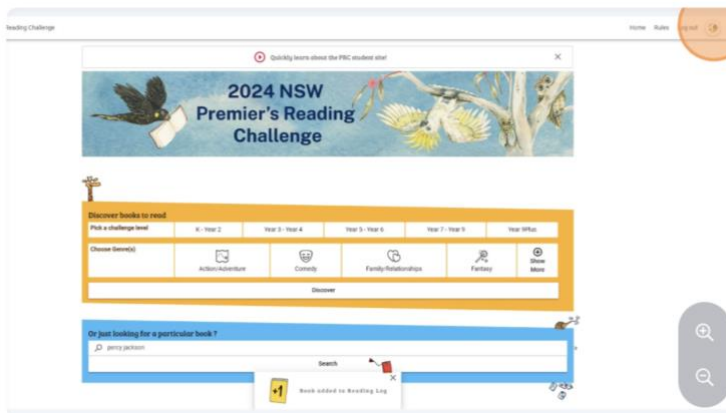 Reading Challenge
Home Rules Log out
Quickly learn about the PRC student site!
2024 NSW
Premier's Reading
Challenge
Discover books to read
Pick a challenge level K - Year 2 Year 3 - Year 4 Year 5 - Year 6 Year 7 - Year 9 Year 9Plus
Choose Genre(s) Action/Adventure Comedy Family/Relationships Fantasy Show More
Discover
Or just looking for a particular book ?
percy jackson
Search
+1 Book added to Reading Log